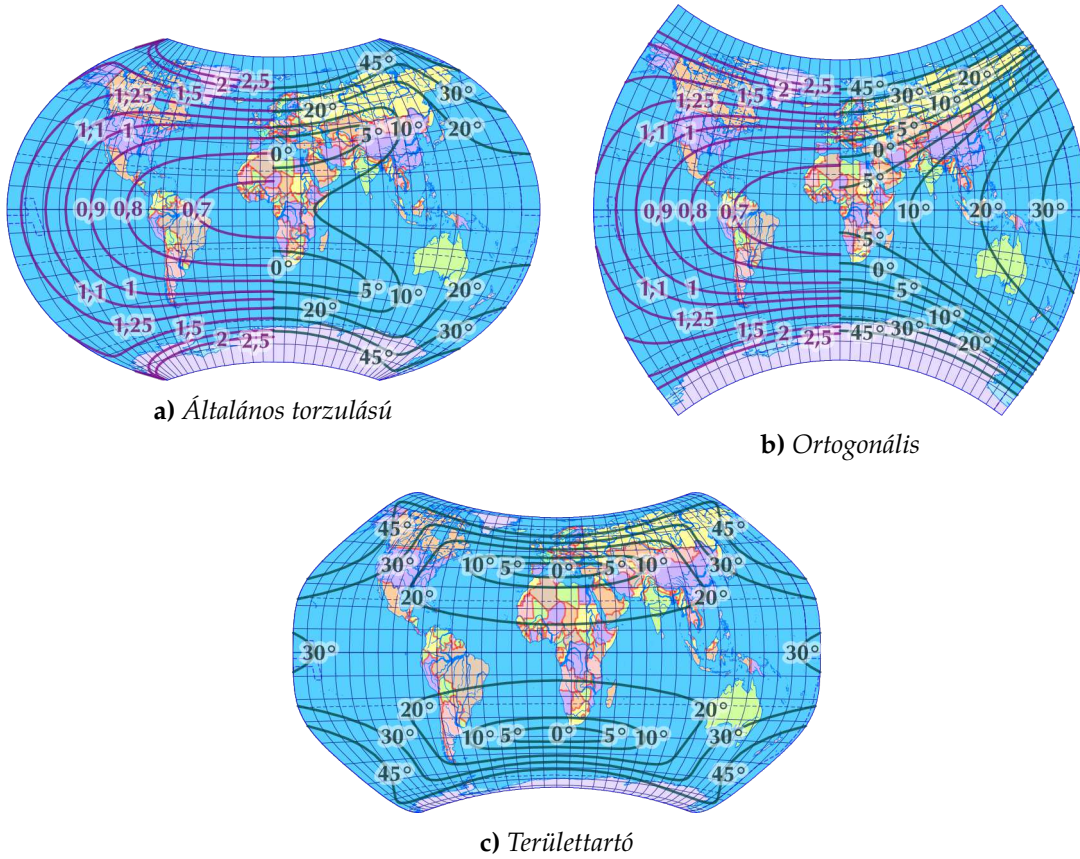 45°
1,25 1,5 2 2,5 30°
20°
1,1 1 5° 10° 20°
0°
0,9 0,8 0,7
0°
1,1 1 5° 10° 20°
1,25 20° 30°
1,5 2 2,5 45°
a) Általános torzulású
20°
1,25 1,5 2 2,5 45° 30°
10°
1,1 1 5°
0°
5°
0,9 0,8 0,7 10° 20° 30°
5°
0°
1,1 1 5°
1,25 10°
1,5 2 2,5 45° 30° 20°
b) Ortogonális
45° 45°
30° 10° 5° 0° 5° 10° 30°
20° 20°
30° 30°
20° 20°
30° 10° 5° 0° 5° 10° 30°
45° 45°
c) Területtartó